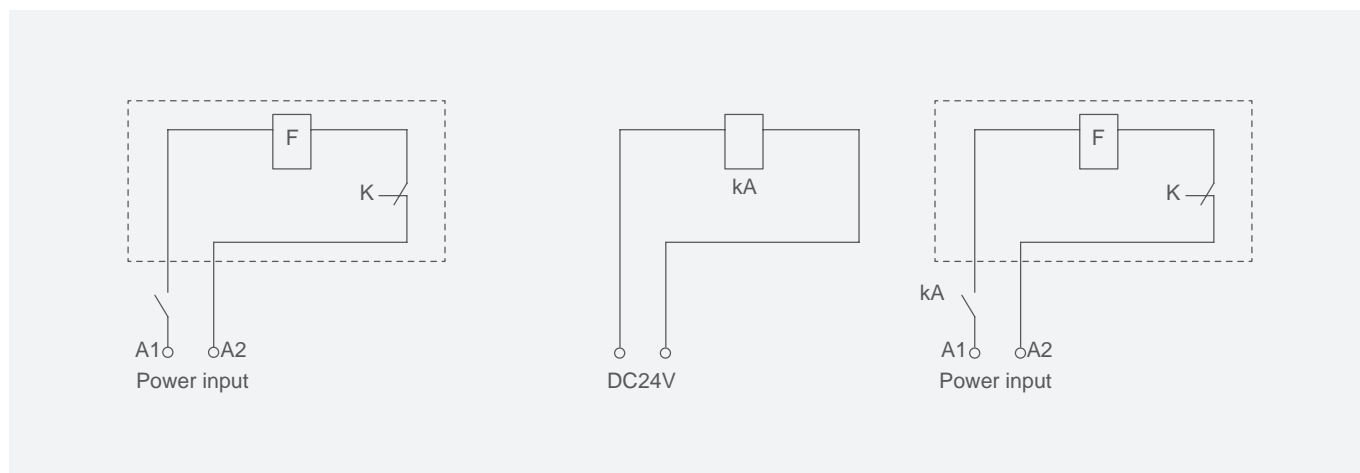 F
K
A1
A2
Power input
kA
DC24V
F
K
kA
A1
A2
Power input